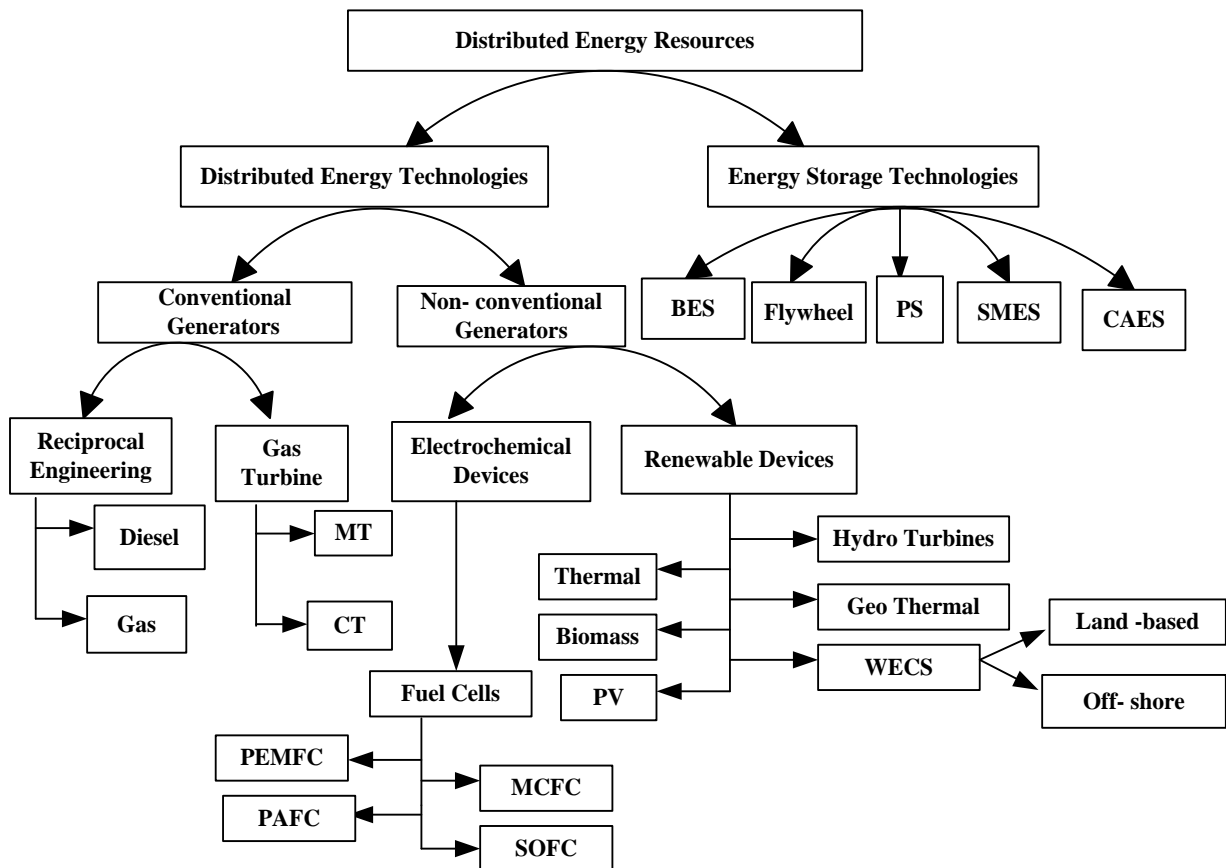 Distributed Energy Resources
Distributed Energy Technologies
Energy Storage Technologies
Conventional
Generators
Non- conventional
Generators
BES
Flywheel
PS
SMES
CAES
Reciprocal
Engineering
Gas
Turbine
Electrochemical
Devices
Renewable Devices
Diesel
MT
Hydro Turbines
Thermal
Geo Thermal
Gas
CT
Biomass
Land -based
WECS
Fuel Cells
PV
Off- shore
PEMFC
MCFC
PAFC
SOFC